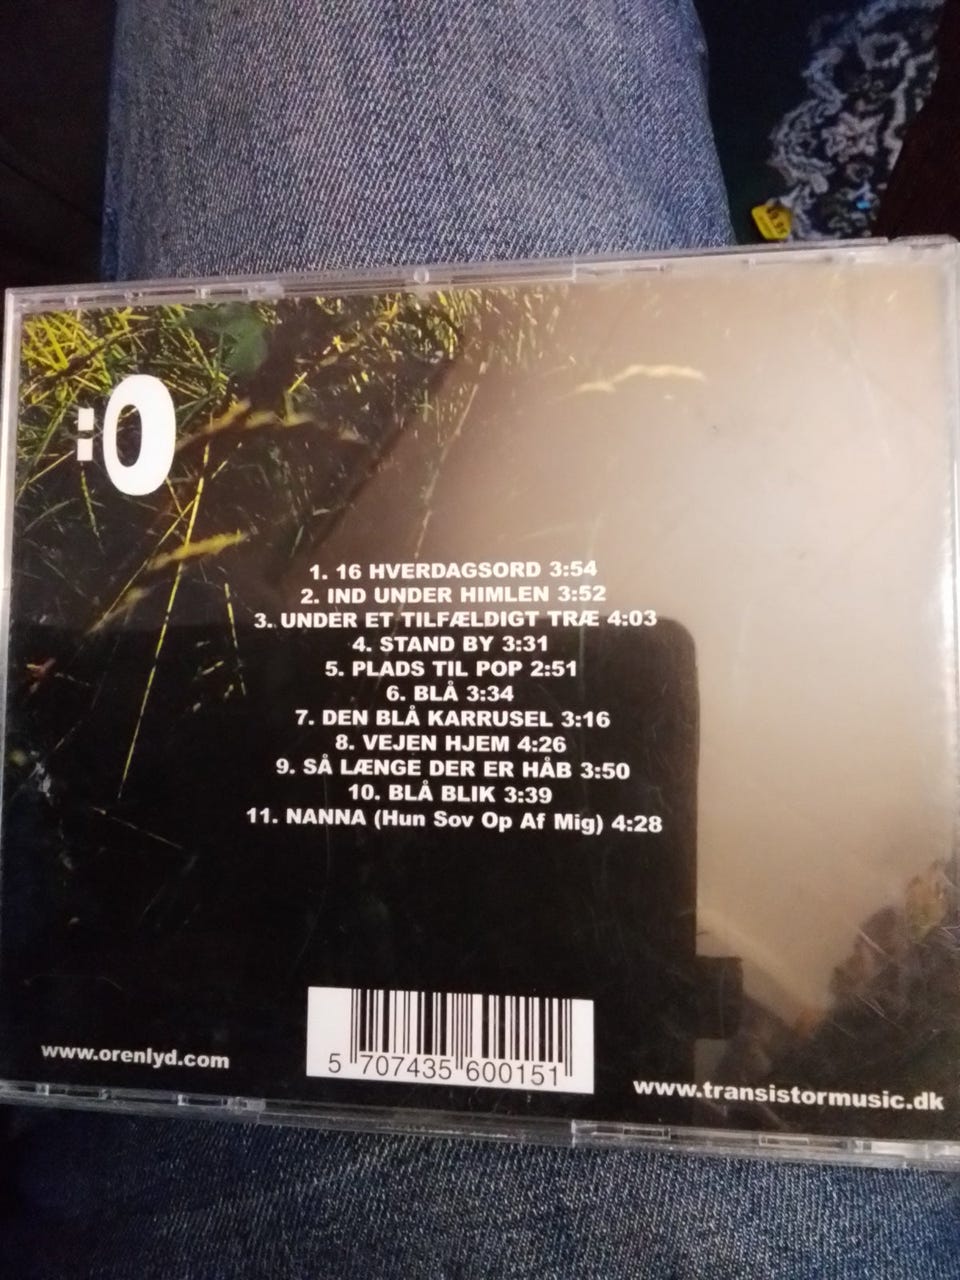 :O
1. 16 HVERDAGSORD 3:54
2. IND UNDER HIMLEN 3:52
3. UNDER ET TILFÆLDIGT TRÆ 4:03
4. STAND BY 3:31
5. PLADS TIL POP 2:51
6. BLÅ 3:34
7. DEN BLÅ KARRUSEL 3:16
8. VEJEN HJEM 4:26
9. SÅ LÆNGE DER ER HÅB 3:50
10. BLÅ BLIK 3:39
11. NANNA (Hun Sov Op Af Mig) 4:28
www.orenlyd.com
5 707435 600151
www.transistormusic.dk